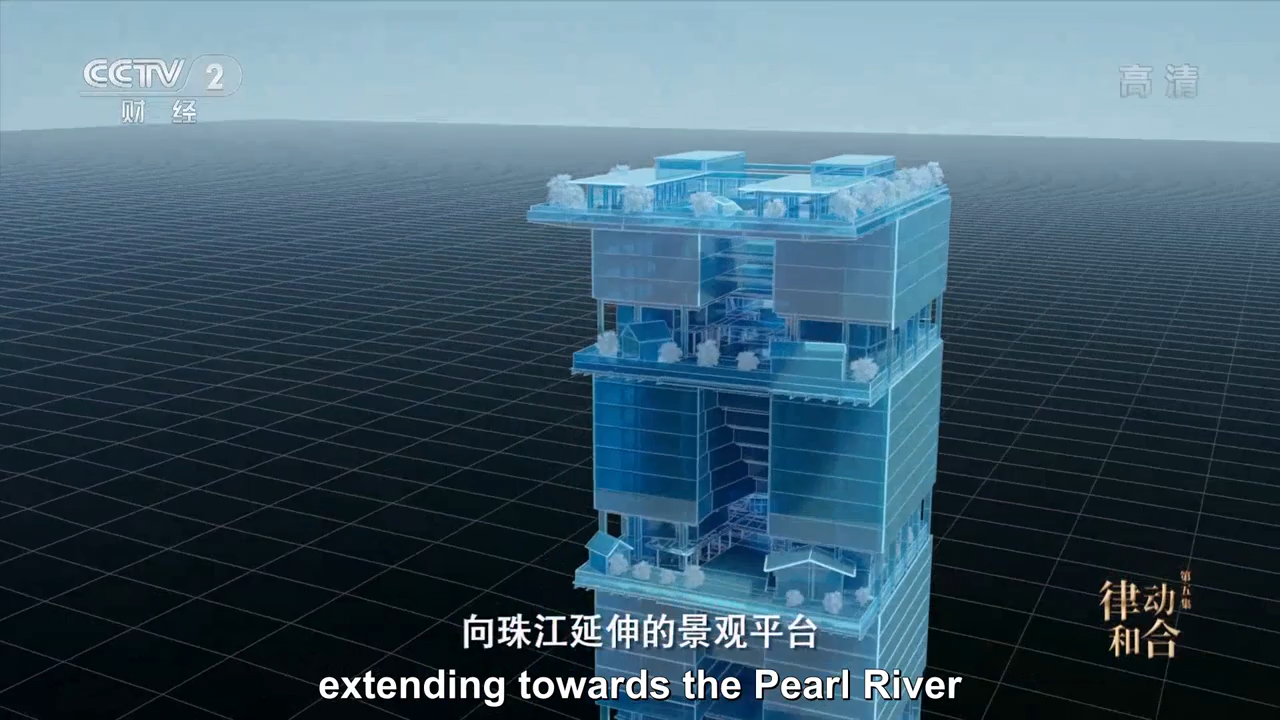 CCTV 2
财 经
高清
第五集
律动
和合
向珠江延伸的景观平台
extending towards the Pearl River